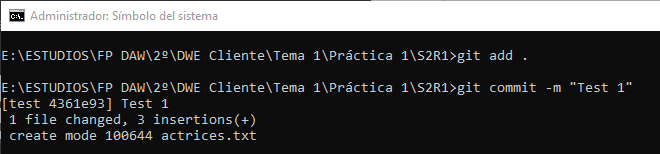 Administrador: Símbolo del sistema
E:\ESTUDIOS\FP DAW\2º\DWE Cliente\Tema 1\Práctica 1\S2R1>git add .
E:\ESTUDIOS\FP DAW\2º\DWE Cliente\Tema 1\Práctica 1\S2R1>git commit -m "Test 1"
[test 4361e93] Test 1
 1 file changed, 3 insertions(+)
 create mode 100644 actrices.txt